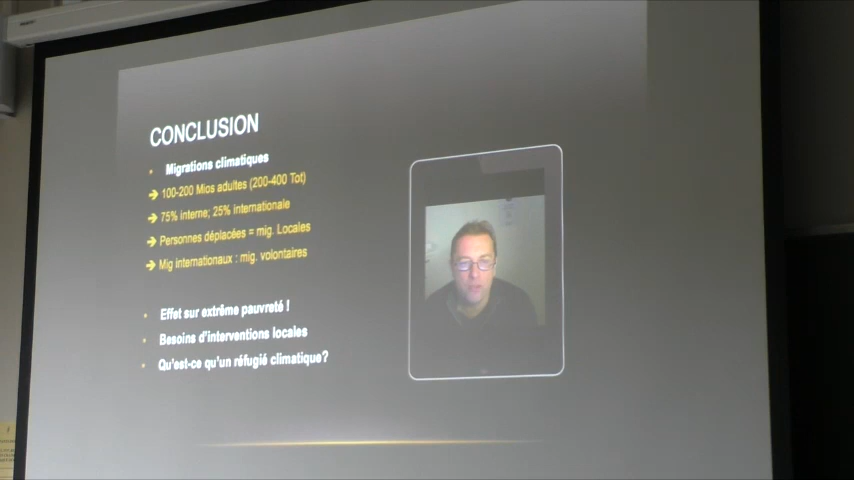 CONCLUSION
• Migrations climatiques
➔ 100-200 Mios adultes (200-400 Tot)
➔ 75% interne; 25% internationale
➔ Personnes déplacées = mig. Locales
➔ Mig internationaux : mig. volontaires
• Effet sur extrême pauvreté !
• Besoins d'interventions locales
• Qu'est-ce qu'un réfugié climatique?